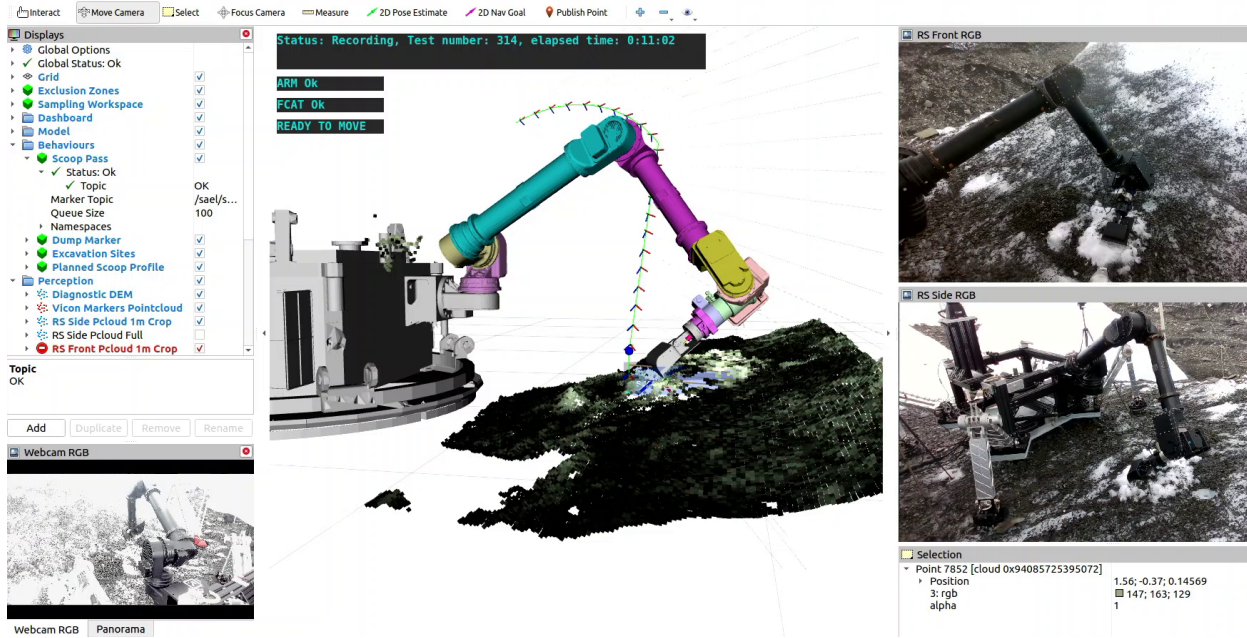 Interact Move Camera Select Focus Camera Measure 2D Pose Estimate 2D Nav Goal Publish Point
Displays
Global Options
Global Status: Ok
Grid
Exclusion Zones
Sampling Workspace
Dashboard
Model
Behaviours
Scoop Pass
Status: Ok
Topic OK
Marker Topic /sael/s...
Queue Size 100
Namespaces
Dump Marker
Excavation Sites
Planned Scoop Profile
Perception
Diagnostic DEM
Vicon Markers Pointcloud
RS Side Pcloud 1m Crop
RS Side Pcloud Full
RS Front Pcloud 1m Crop
Topic
OK
Add Duplicate Remove Rename
Webcam RGB
Webcam RGB Panorama
Status: Recording, Test number: 314, elapsed time: 0:11:02
ARM Ok
FCAT Ok
READY TO MOVE
RS Front RGB
RS Side RGB
Selection
Point 7852 [cloud 0x94085725395072]
Position 1.56; -0.37; 0.14569
3: rgb 147; 163; 129
alpha 1